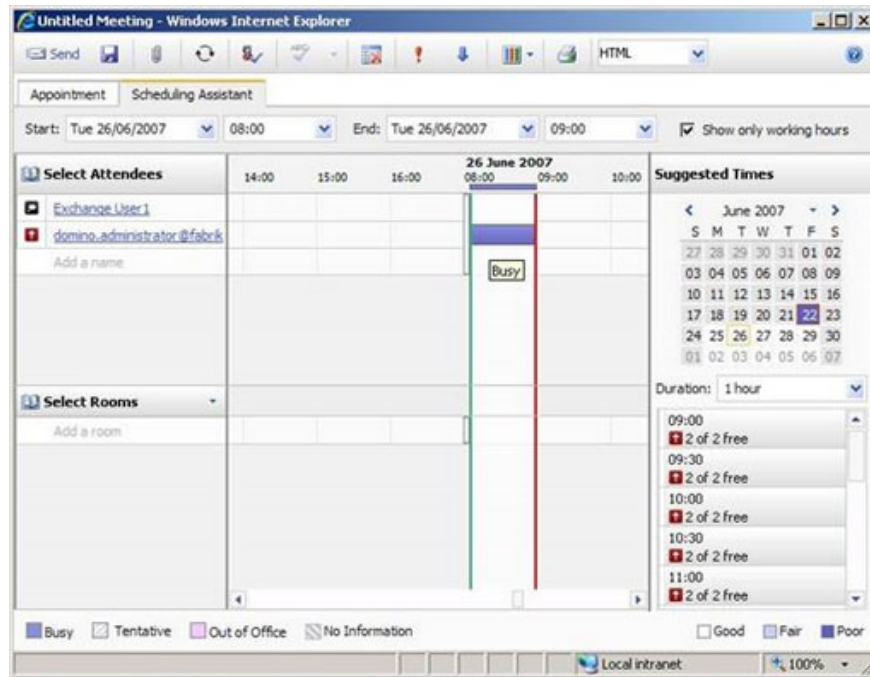 Untitled Meeting - Windows Internet Explorer
Send HTML
Appointment Scheduling Assistant
Start: Tue 26/06/2007 08:00 End: Tue 26/06/2007 09:00 Show only working hours
Select Attendees
26 June 2007
14:00 15:00 16:00 08:00 09:00 10:00
Exchange User1
domino.administrator@fabrik
Add a name
Busy
Select Rooms
Add a room
Suggested Times
June 2007
S M T W T F S
27 28 29 30 31 01 02
03 04 05 06 07 08 09
10 11 12 13 14 15 16
17 18 19 20 21 22 23
24 25 26 27 28 29 30
01 02 03 04 05 06 07
Duration: 1 hour
09:00
2 of 2 free
09:30
2 of 2 free
10:00
2 of 2 free
10:30
2 of 2 free
11:00
2 of 2 free
Busy Tentative Out of Office No Information Good Fair Poor
Local intranet 100%